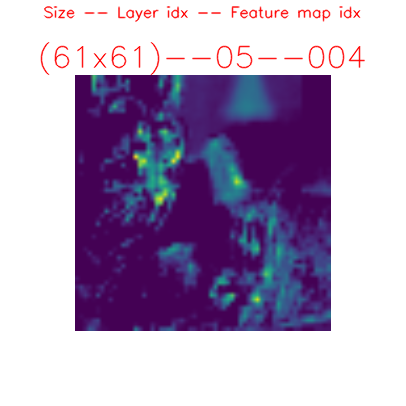 Size -- Layer idx -- Feature map idx
(61x61)--05--004